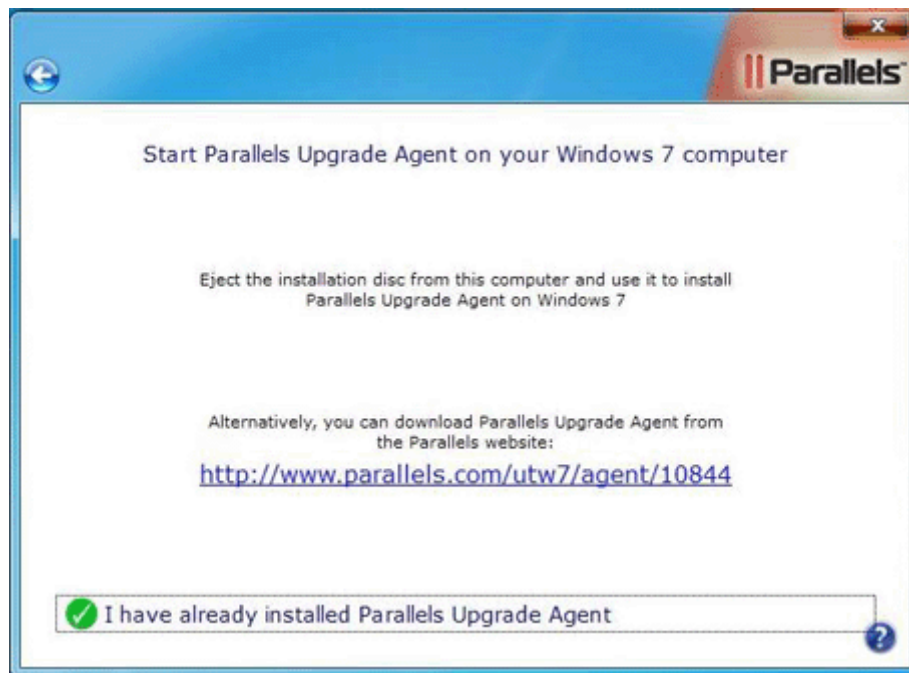 Parallels
Start Parallels Upgrade Agent on your Windows 7 computer
Eject the installation disc from this computer and use it to install
Parallels Upgrade Agent on Windows 7
Alternatively, you can download Parallels Upgrade Agent from
the Parallels website:
http://www.parallels.com/utw7/agent/10844
I have already installed Parallels Upgrade Agent
?